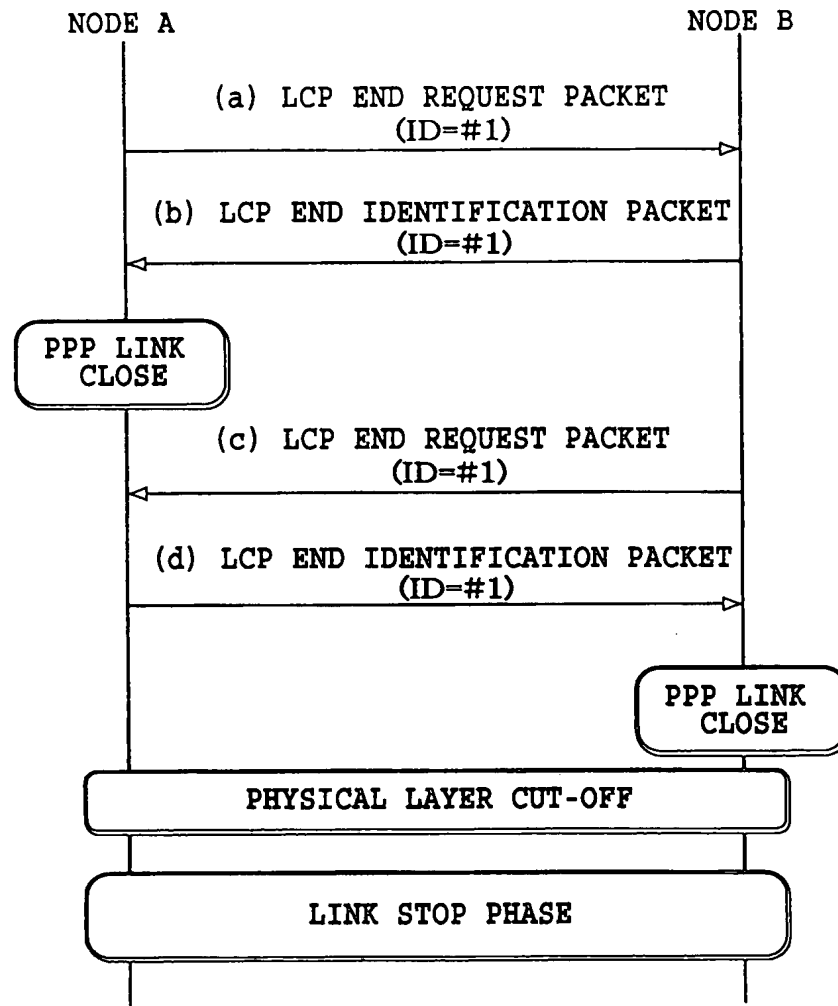 NODE A
NODE B
(a) LCP END REQUEST PACKET
(ID=#1)
(b) LCP END IDENTIFICATION PACKET
(ID=#1)
PPP LINK
CLOSE
(c) LCP END REQUEST PACKET
(ID=#1)
(d) LCP END IDENTIFICATION PACKET
(ID=#1)
PPP LINK
CLOSE
PHYSICAL LAYER CUT-OFF
LINK STOP PHASE